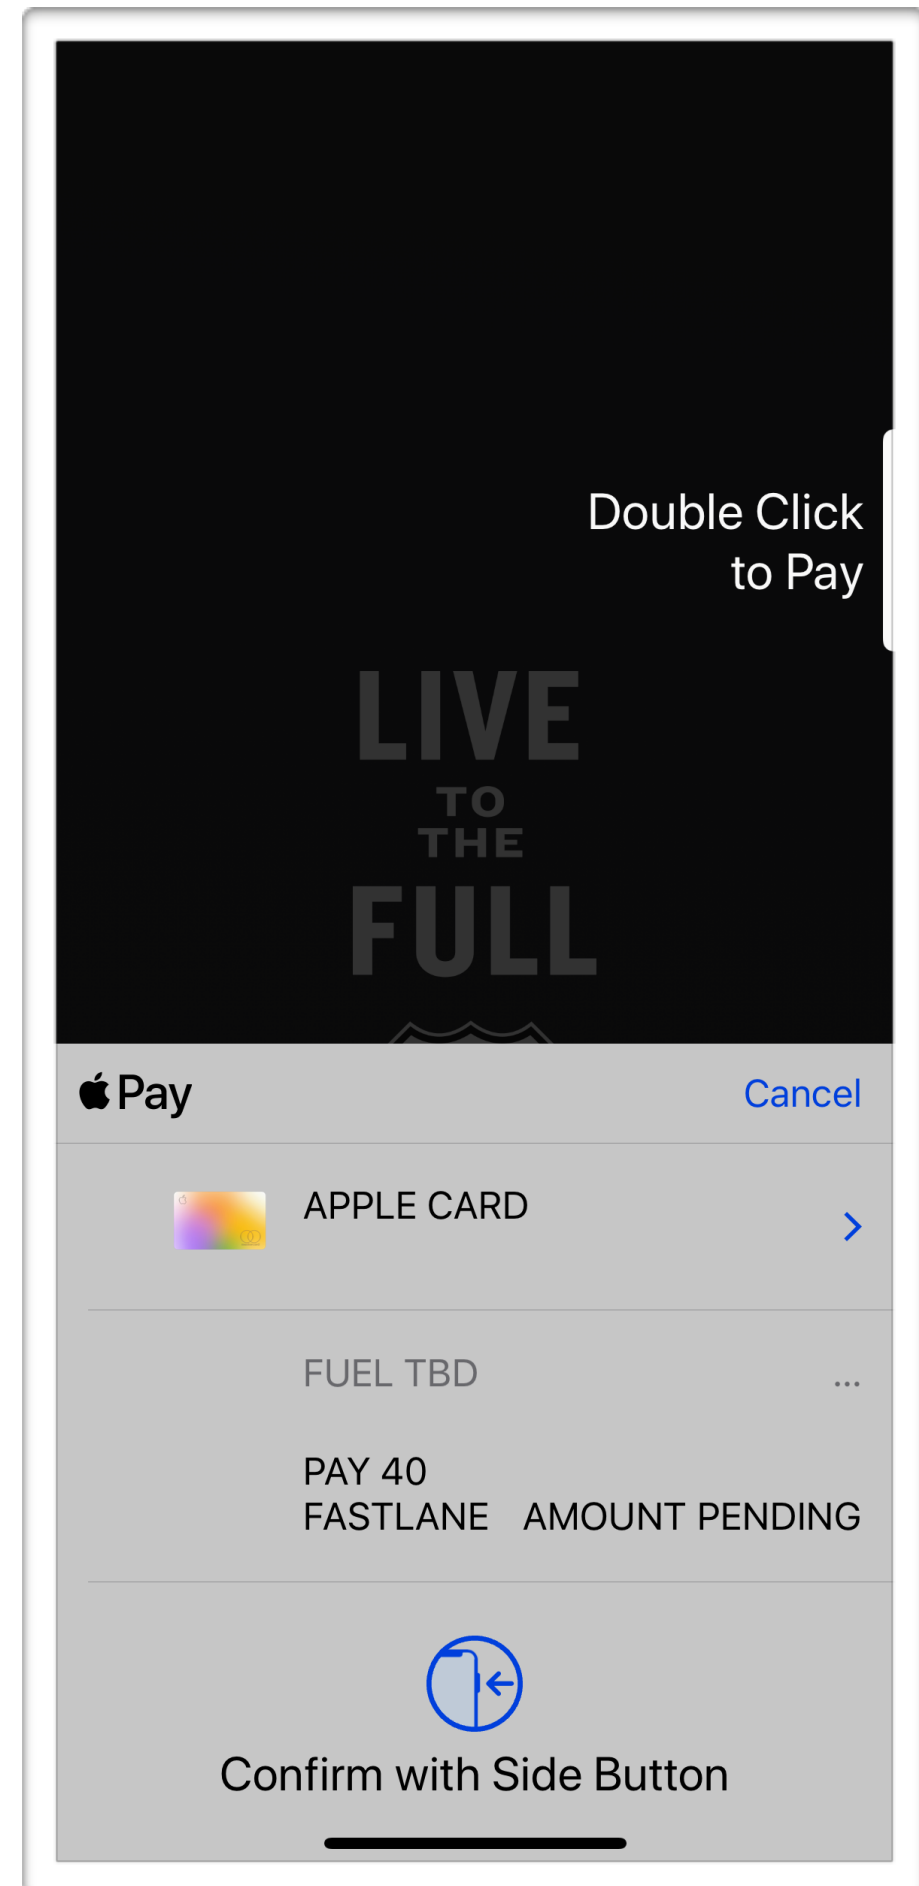 Double Click
to Pay
LIVE
TO
THE
FULL
Pay
Cancel
APPLE CARD
FUEL TBD ...
PAY 40
FASTLANE AMOUNT PENDING
Confirm with Side Button